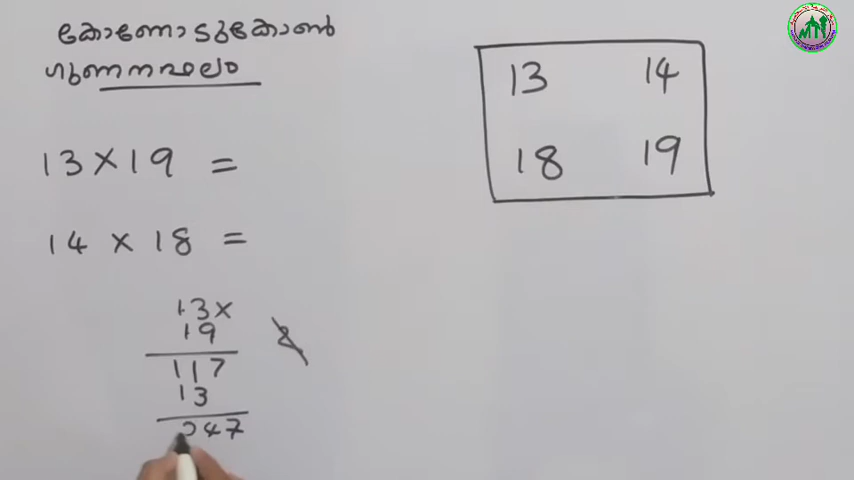 കോണോടുകോൺ
ഗുണനഫലം
13 × 19 =
14 × 18 =
13 ×
19
117
13
247
13 14
18 19